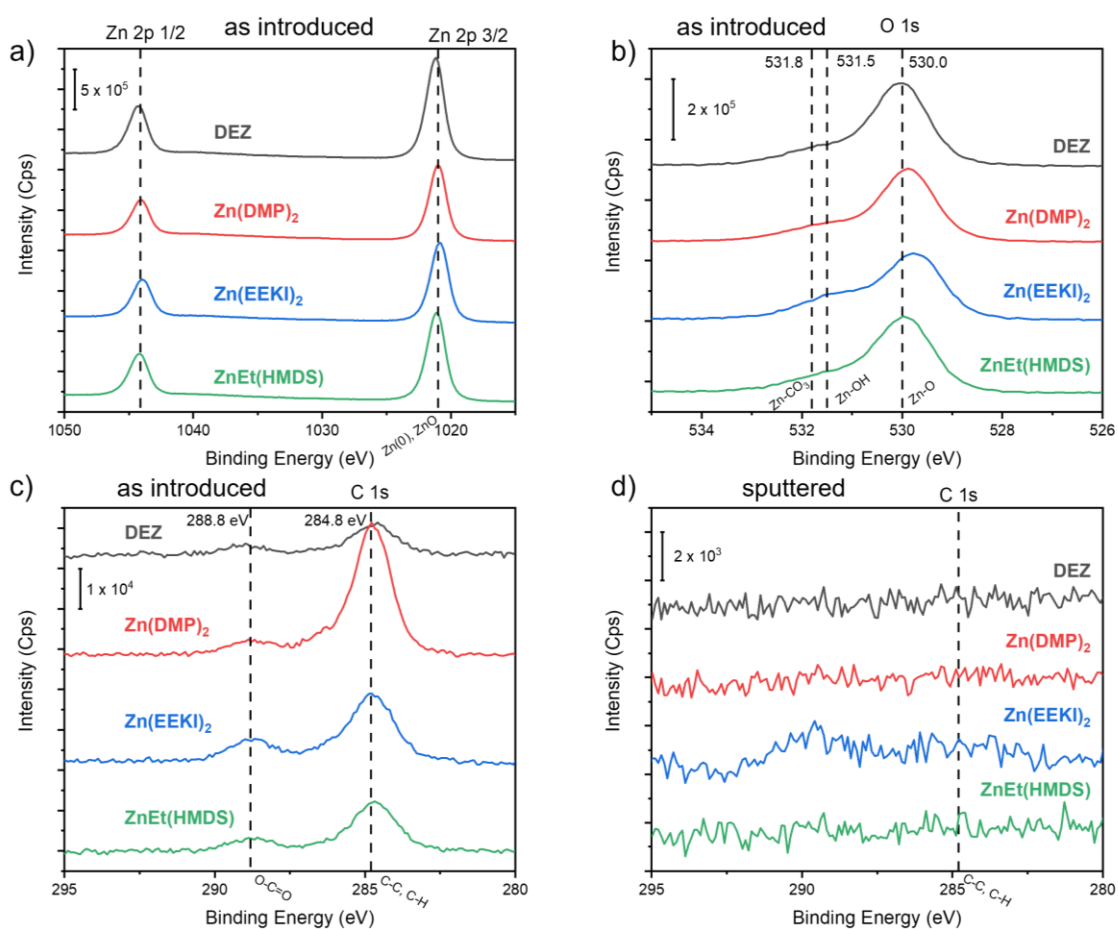 a)
Zn 2p 1/2
as introduced
Zn 2p 3/2
5 x 10⁵
DEZ
Zn(DMP)₂
Zn(EEKI)₂
ZnEt(HMDS)
Intensity (Cps)
1050
1040
1030
1020
Zn(0), ZnO
Binding Energy (eV)
b)
as introduced
O 1s
531.8
531.5
530.0
2 x 10⁵
DEZ
Zn(DMP)₂
Zn(EEKI)₂
ZnEt(HMDS)
Zn-CO₃
Zn-OH
Zn-O
Intensity (Cps)
534
532
530
528
526
Binding Energy (eV)
c)
as introduced
C 1s
288.8 eV
284.8 eV
DEZ
1 x 10⁴
Zn(DMP)₂
Zn(EEKI)₂
ZnEt(HMDS)
Intensity (Cps)
295
290
285
280
O-C=O
C-C, C-H
Binding Energy (eV)
d)
sputtered
C 1s
2 x 10³
DEZ
Zn(DMP)₂
Zn(EEKI)₂
ZnEt(HMDS)
Intensity (Cps)
295
290
285
280
C-C, C-H
Binding Energy (eV)